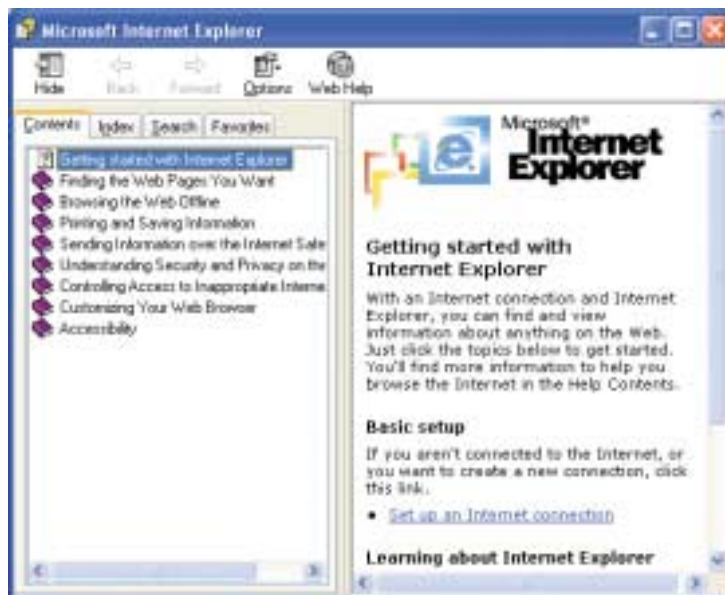 Microsoft Internet Explorer
Hide Back Forward Options Web Help
Contents Index Search Favorites
Getting started with Internet Explorer
Finding the Web Pages You Want
Browsing the Web Offline
Printing and Saving Information
Sending Information over the Internet Safe
Understanding Security and Privacy on the
Controlling Access to Inappropriate Interne
Customizing Your Web Browser
Accessibility
Microsoft®
Internet
Explorer
Getting started with
Internet Explorer
With an Internet connection and Internet
Explorer, you can find and view
information about anything on the Web.
Just click the topics below to get started.
You'll find more information to help you
browse the Internet in the Help Contents.
Basic setup
If you aren't connected to the Internet, or
you want to create a new connection, click
this link.
• Set up an Internet connection
Learning about Internet Explorer